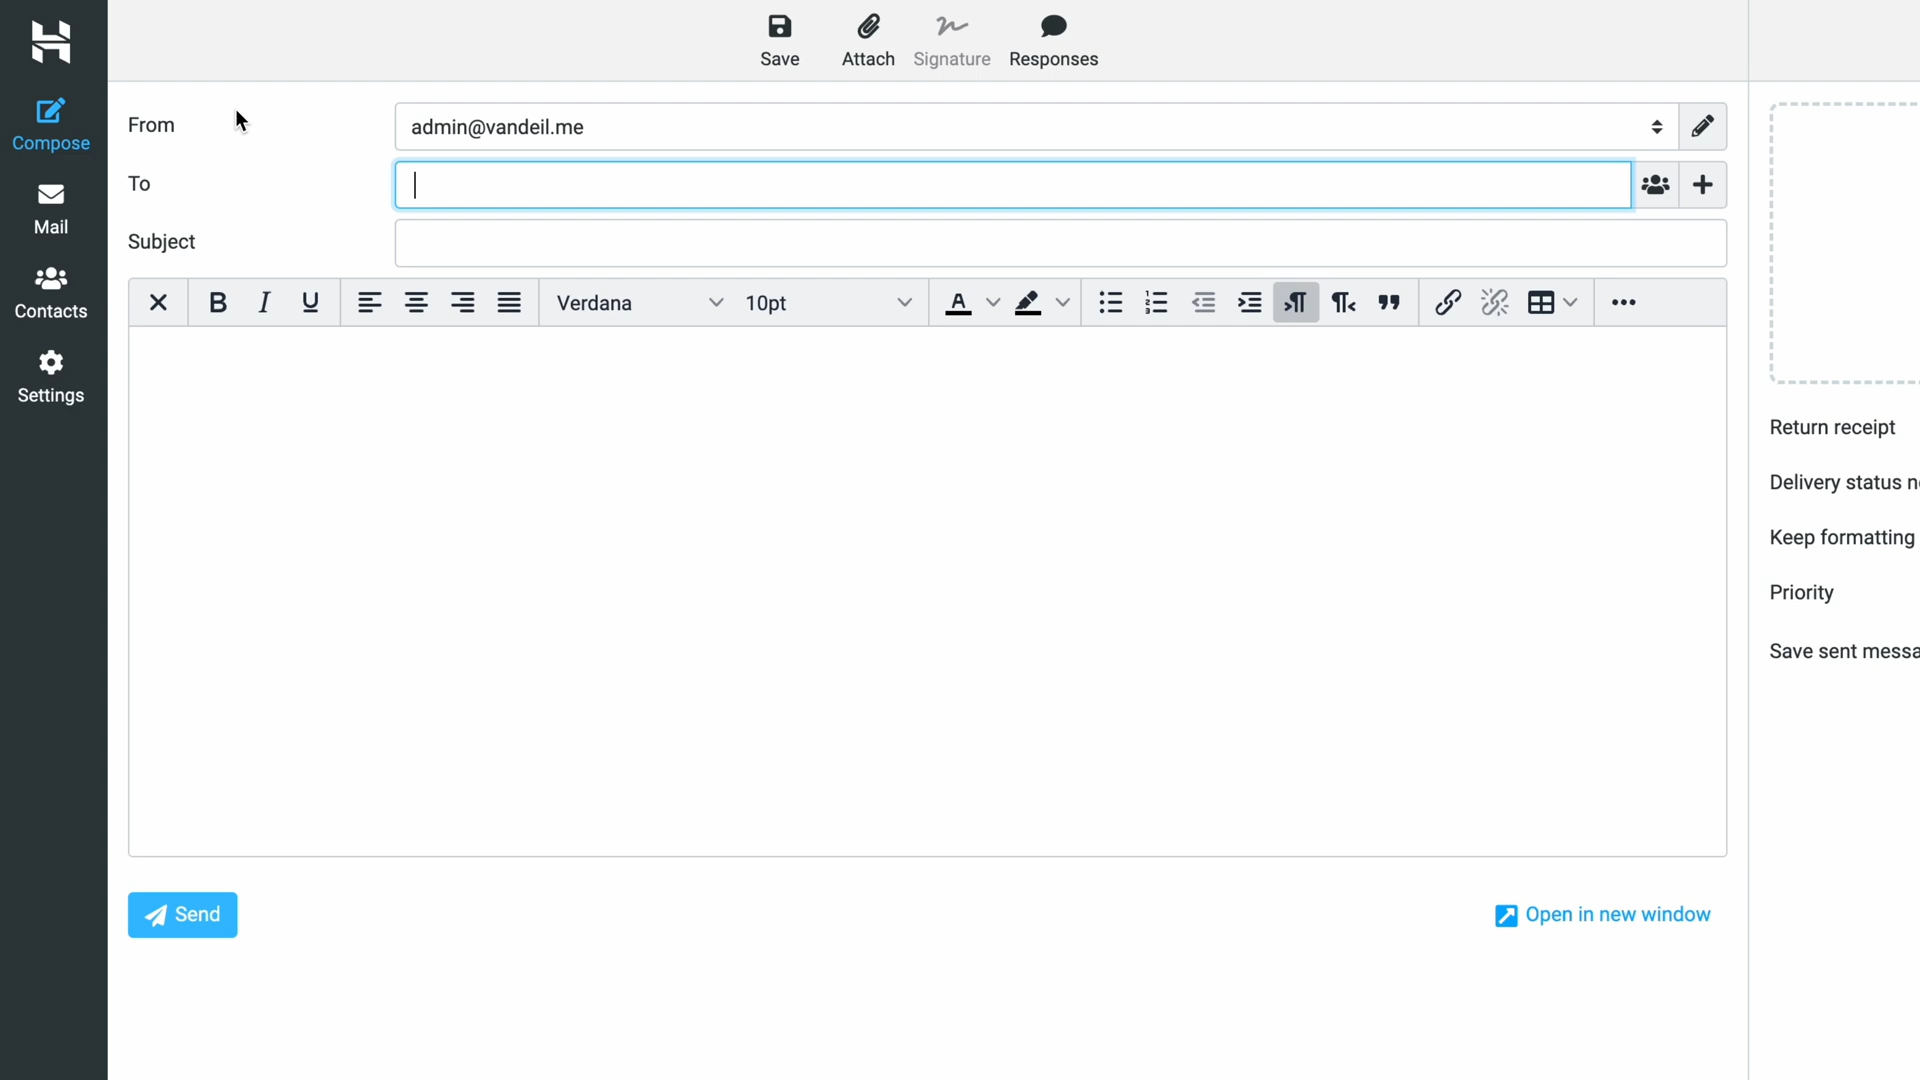 Save
Attach
Signature
Responses
Compose
Mail
Contacts
Settings
From
admin@vandeil.me
To
Subject
Verdana
10pt
Return receipt
Delivery status
Keep formatting
Priority
Save sent
Send
Open in new window